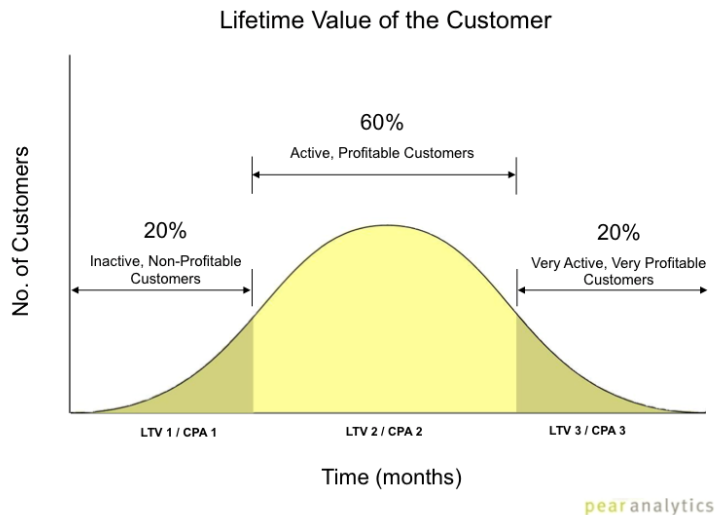 Lifetime Value of the Customer
No. of Customers
60%
Active, Profitable Customers
20%
Inactive, Non-Profitable
Customers
20%
Very Active, Very Profitable
Customers
LTV 1 / CPA 1
LTV 2 / CPA 2
LTV 3 / CPA 3
Time (months)
pearanalytics